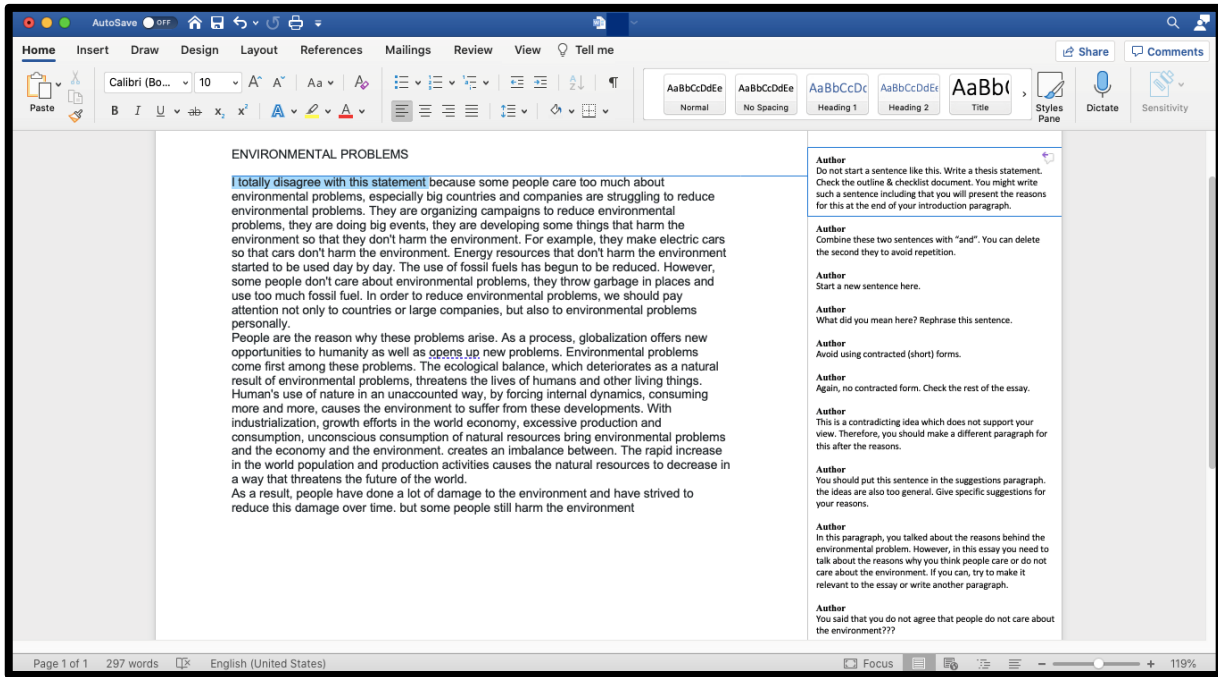 AutoSave OFF
Home Insert Draw Design Layout References Mailings Review View Tell me Share Comments
Paste
Calibri (Bo... 10 A^ A˅ Aa A
B I U ab x₂ x² A A
AaBbCcDdEe AaBbCcDdEe AaBbCcDc AaBbCcDdEe AaBb(
Normal No Spacing Heading 1 Heading 2 Title
Styles Pane
Dictate
Sensitivity
ENVIRONMENTAL PROBLEMS
I totally disagree with this statement because some people care too much about
environmental problems, especially big countries and companies are struggling to reduce
environmental problems. They are organizing campaigns to reduce environmental
problems, they are doing big events, they are developing some things that harm the
environment so that they don't harm the environment. For example, they make electric cars
so that cars don't harm the environment. Energy resources that don't harm the environment
started to be used day by day. The use of fossil fuels has begun to be reduced. However,
some people don't care about environmental problems, they throw garbage in places and
use too much fossil fuel. In order to reduce environmental problems, we should pay
attention not only to countries or large companies, but also to environmental problems
personally.
People are the reason why these problems arise. As a process, globalization offers new
opportunities to humanity as well as opens up new problems. Environmental problems
come first among these problems. The ecological balance, which deteriorates as a natural
result of environmental problems, threatens the lives of humans and other living things.
Human's use of nature in an unaccounted way, by forcing internal dynamics, consuming
more and more, causes the environment to suffer from these developments. With
industrialization, growth efforts in the world economy, excessive production and
consumption, unconscious consumption of natural resources bring environmental problems
and the economy and the environment. creates an imbalance between. The rapid increase
in the world population and production activities causes the natural resources to decrease in
a way that threatens the future of the world.
As a result, people have done a lot of damage to the environment and have strived to
reduce this damage over time. but some people still harm the environment
Author
Do not start a sentence like this. Write a thesis statement.
Check the outline & checklist document. You might write
such a sentence including that you will present the reasons
for this at the end of your introduction paragraph.
Author
Combine these two sentences with "and". You can delete
the second they to avoid repetition.
Author
Start a new sentence here.
Author
What did you mean here? Rephrase this sentence.
Author
Avoid using contracted (short) forms.
Author
Again, no contracted form. Check the rest of the essay.
Author
This is a contradicting idea which does not support your
view. Therefore, you should make a different paragraph for
this after the reasons.
Author
You should put this sentence in the suggestions paragraph.
the ideas are also too general. Give specific suggestions for
your reasons.
Author
In this paragraph, you talked about the reasons behind the
environmental problem. However, in this essay you need to
talk about the reasons why you think people care or do not
care about the environment. If you can, try to make it
relevant to the essay or write another paragraph.
Author
You said that you do not agree that people do not care about
the environment???
Page 1 of 1 297 words English (United States) Focus 119%